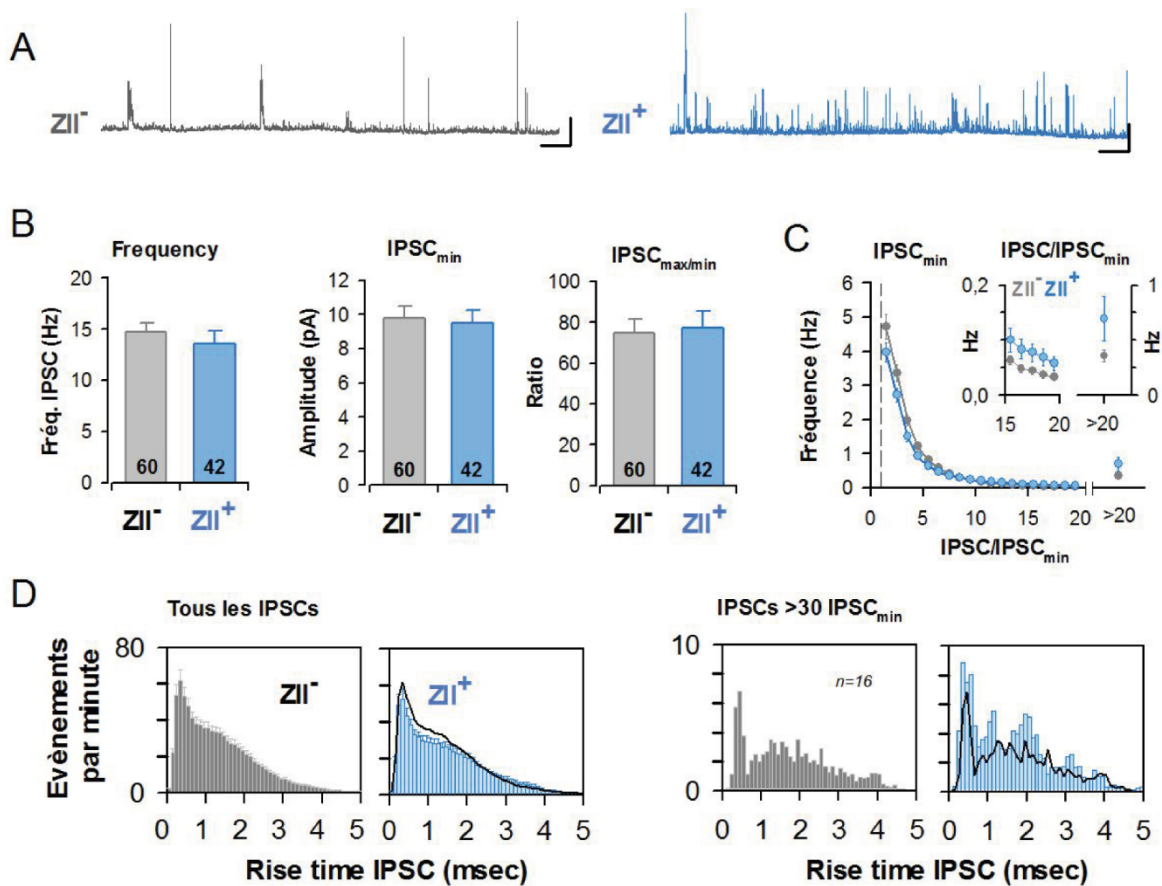 A
ZII-
ZII+
B
Frequency
Fréq. IPSC (Hz)
20
15
10
5
0
60
42
ZII-
ZII+
IPSCmin
Amplitude (pA)
12
10
8
6
4
2
0
60
42
ZII-
ZII+
IPSCmax/min
Ratio
100
80
60
40
20
0
60
42
ZII-
ZII+
C
IPSCmin
IPSC/IPSCmin
Fréquence (Hz)
6
5
4
3
2
1
0
0
5
10
15
20
>20
IPSC/IPSCmin
ZII- ZII+
0,2
Hz
0,0
15
20
>20
1
Hz
0
D
Tous les IPSCs
Evènements
par minute
80
0
ZII-
ZII+
0 1 2 3 4 5
0 1 2 3 4 5
Rise time IPSC (msec)
IPSCs >30 IPSCmin
10
0
n=16
0 1 2 3 4 5
0 1 2 3 4 5
Rise time IPSC (msec)